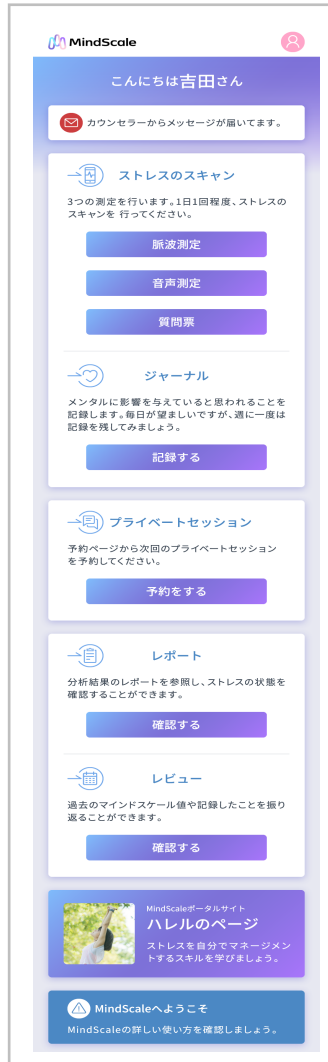 MindScale
こんにちは吉田さん
カウンセラーからメッセージが届いてます。
ストレスのスキャン
3つの測定を行います。1日1回程度、ストレスの
スキャンを 行ってください。
脈波測定
音声測定
質問票
ジャーナル
メンタルに影響を与えていると思われることを
記録します。毎日が望ましいですが、週に一度は
記録を残してみましょう。
記録する
プライベートセッション
予約ページから次回のプライベートセッション
を予約してください。
予約をする
レポート
分析結果のレポートを参照し、ストレスの状態を
確認することができます。
確認する
レビュー
過去のマインドスケール値や記録したことを振り
返ることができます。
確認する
MindScaleポータルサイト
ハレルのページ
ストレスを自分でマネージメン
トするスキルを学びましょう。
MindScaleへようこそ
MindScaleの詳しい使い方を確認しましょう。